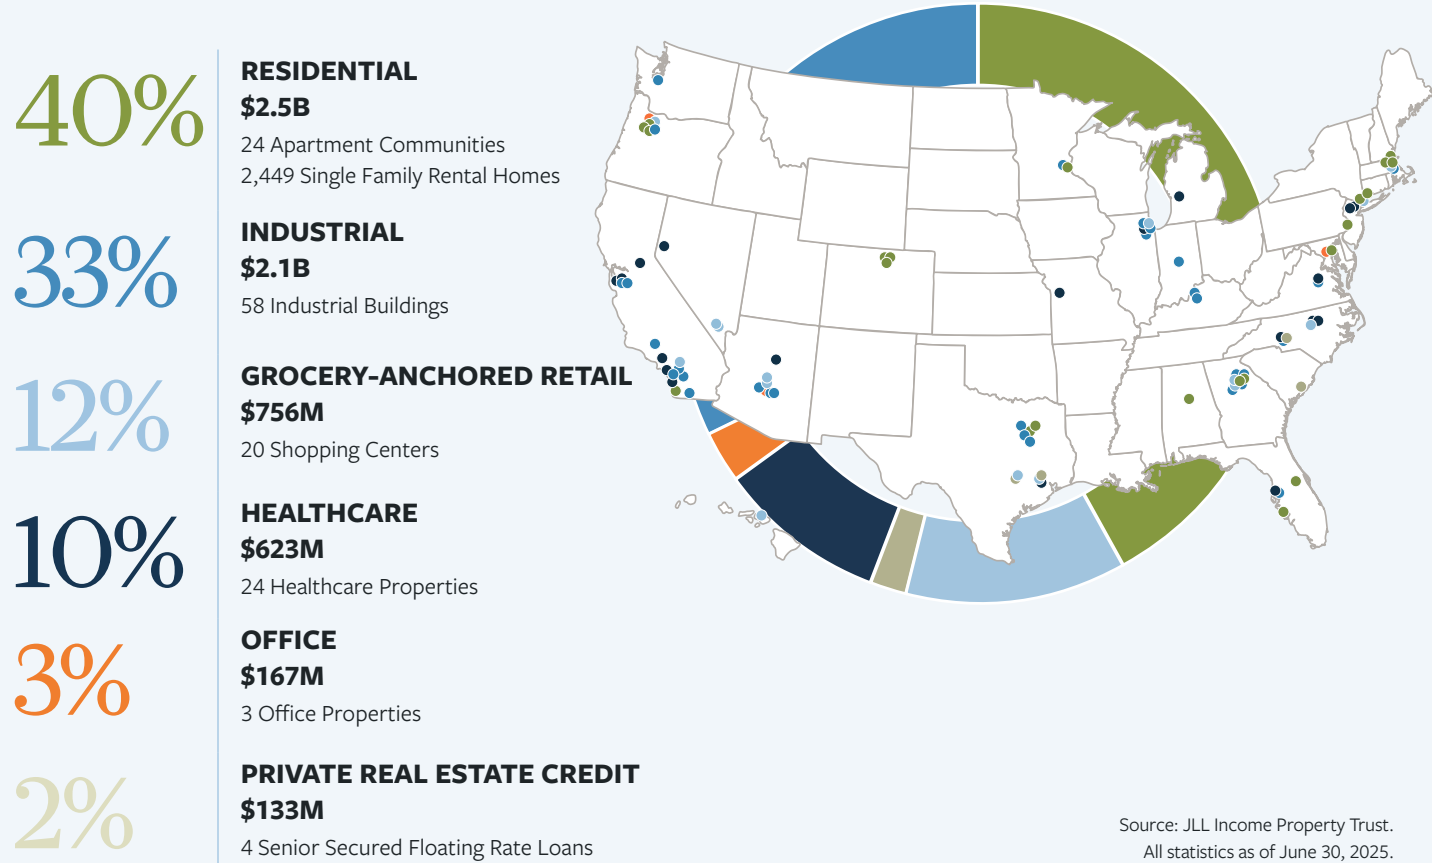 40%
RESIDENTIAL
$2.5B
24 Apartment Communities
2,449 Single Family Rental Homes
33%
INDUSTRIAL
$2.1B
58 Industrial Buildings
12%
GROCERY-ANCHORED RETAIL
$756M
20 Shopping Centers
10%
HEALTHCARE
$623M
24 Healthcare Properties
3%
OFFICE
$167M
3 Office Properties
2%
PRIVATE REAL ESTATE CREDIT
$133M
4 Senior Secured Floating Rate Loans
Source: JLL Income Property Trust.
All statistics as of June 30, 2025.